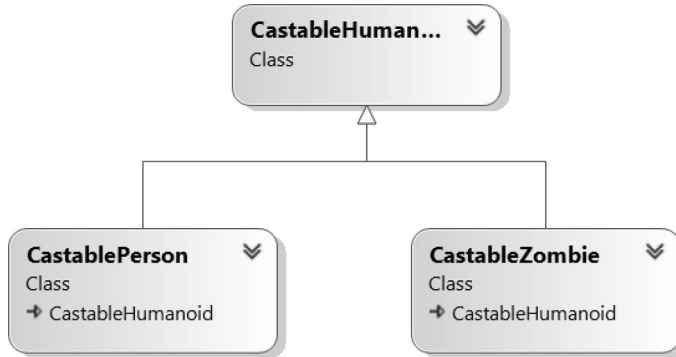 CastableHuman...
Class
CastablePerson
Class
CastableHumanoid
CastableZombie
Class
CastableHumanoid